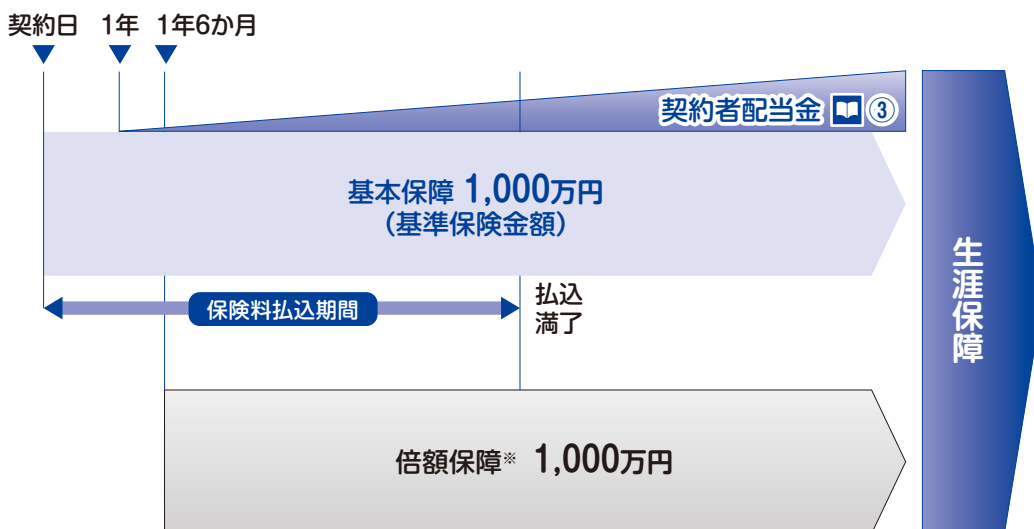 契約日 1年 1年6か月
契約者配当金 ③
基本保障 1,000万円
（基準保険金額）
保険料払込期間
払込
満了
生涯保障
倍額保障※ 1,000万円